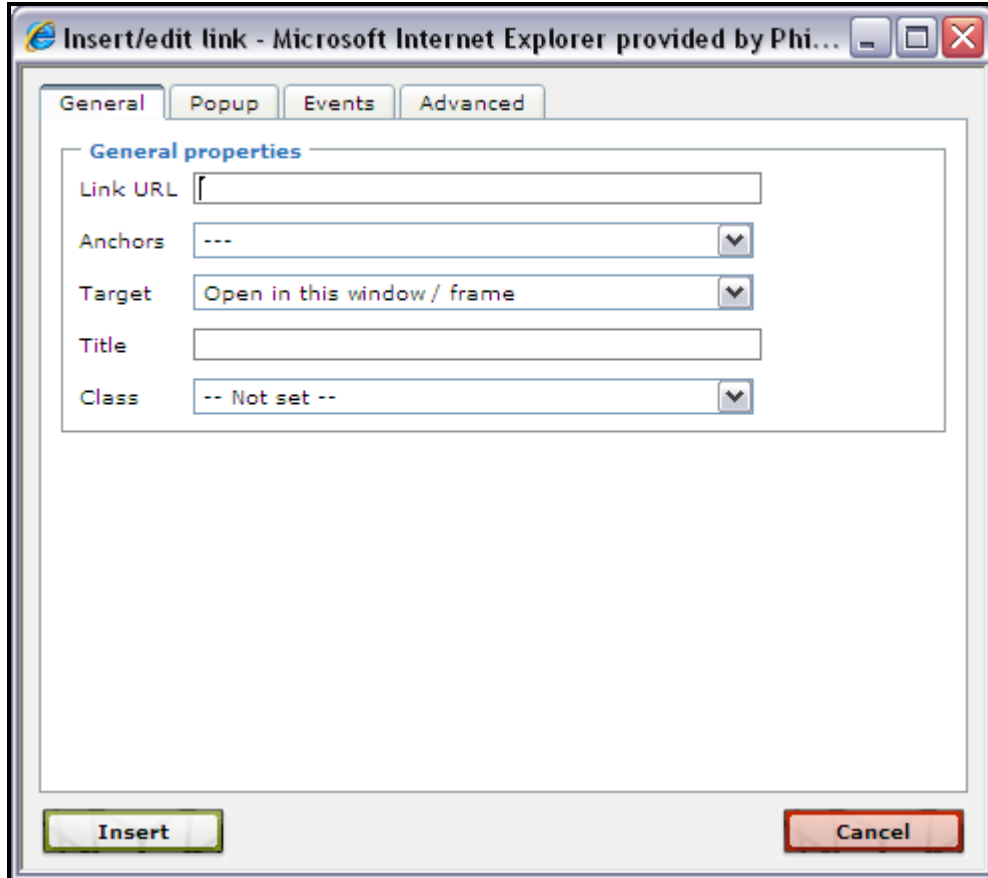 Insert/edit link - Microsoft Internet Explorer provided by Phi...
General Popup Events Advanced
General properties
Link URL
Anchors ---
Target Open in this window / frame
Title
Class -- Not set --
Insert Cancel